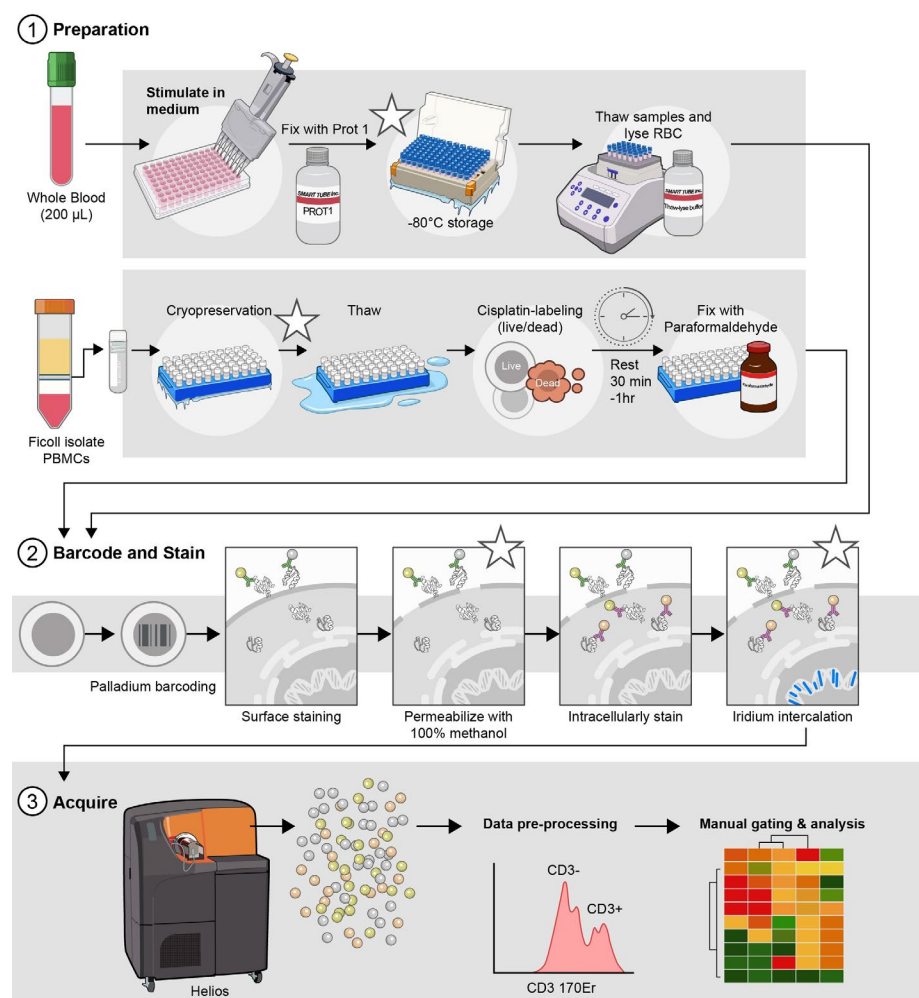 1 Preparation
Whole Blood
(200 µL)
Stimulate in
medium
Fix with Prot 1
SMART TUBE Inc.
PROT1
-80°C storage
Thaw samples and
lyse RBC
SMART TUBE Inc.
Thaw-lyse buffer
Ficoll isolate
PBMCs
Cryopreservation
Thaw
Cisplatin-labeling
(live/dead)
Live
Dead
Rest
30 min
-1hr
Fix with
Paraformaldehyde
Paraformaldehyde
2 Barcode and Stain
Palladium barcoding
Surface staining
Permeabilize with
100% methanol
Intracellularly stain
Iridium intercalation
3 Acquire
Helios
Data pre-processing
CD3-
CD3+
CD3 170Er
Manual gating & analysis